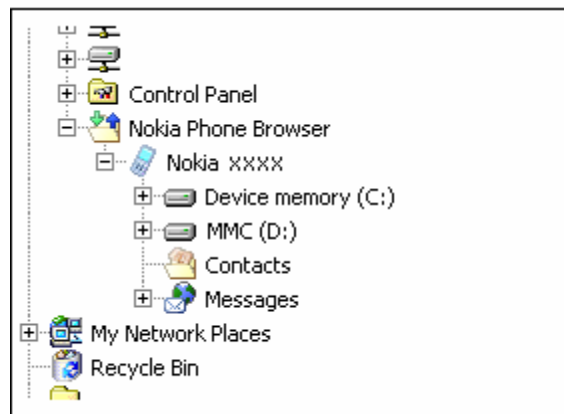 Control Panel
Nokia Phone Browser
Nokia xxxx
Device memory (C:)
MMC (D:)
Contacts
Messages
My Network Places
Recycle Bin